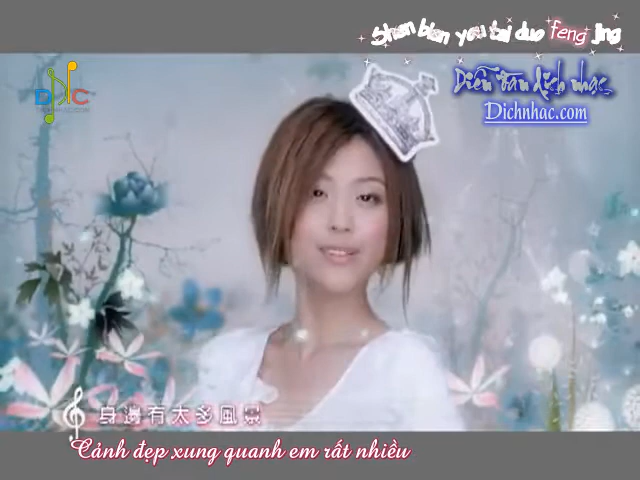 Shen bian you tai duo feng jing
Diễn đàn dịch nhạc
Dichnhac.com
DNC
身邊有太多風景
Cảnh đẹp xung quanh em rất nhiều